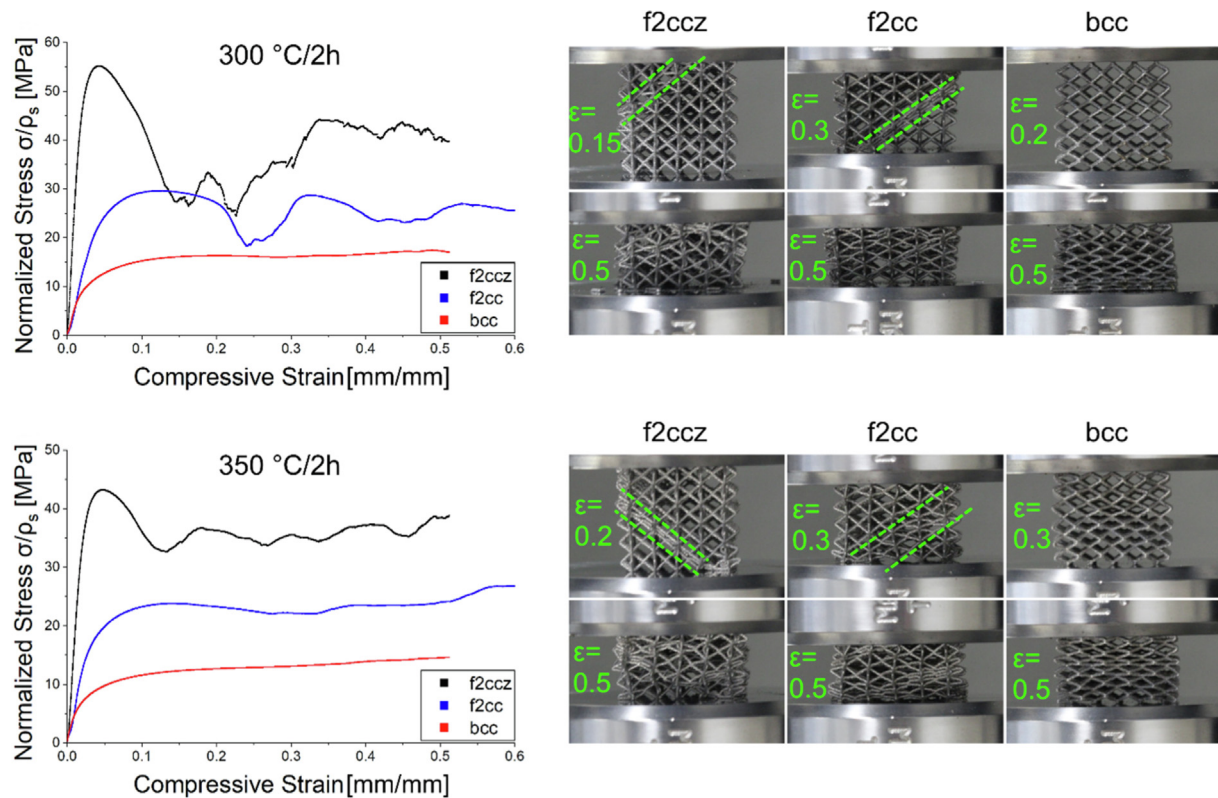 300 °C/2h
Normalized Stress σ/ρs [MPa]
60
50
40
30
20
10
0
f2ccz
f2cc
bcc
0.0 0.1 0.2 0.3 0.4 0.5 0.6
Compressive Strain[mm/mm]
f2ccz f2cc bcc
ε=
0.15
ε=
0.3
ε=
0.2
ε=
0.5
ε=
0.5
ε=
0.5
350 °C/2h
Normalized Stress σ/ρs [MPa]
50
40
30
20
10
0
f2ccz
f2cc
bcc
0.0 0.1 0.2 0.3 0.4 0.5 0.6
Compressive Strain[mm/mm]
f2ccz f2cc bcc
ε=
0.2
ε=
0.3
ε=
0.3
ε=
0.5
ε=
0.5
ε=
0.5